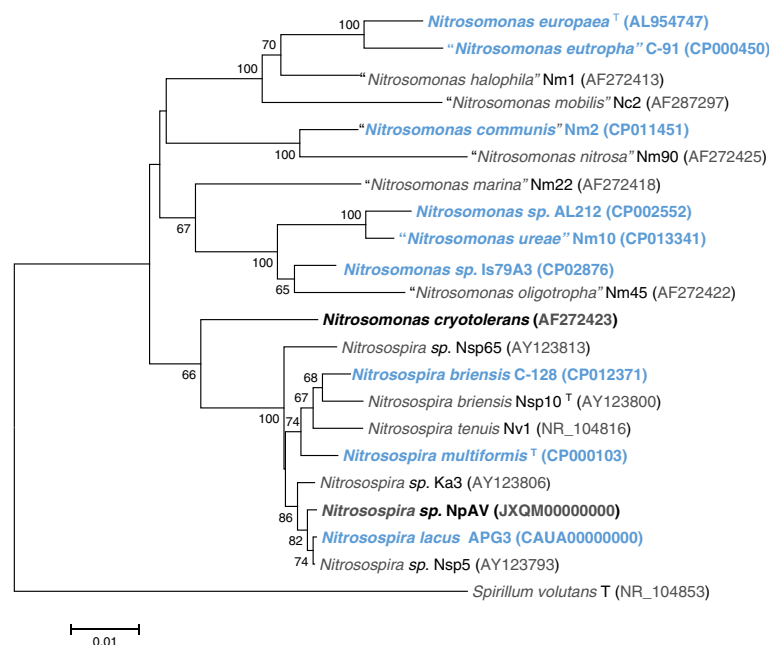 Nitrosomonas europaea T (AL954747)
100
"Nitrosomonas eutropha" C-91 (CP000450)
70
100
"Nitrosomonas halophila" Nm1 (AF272413)
"Nitrosomonas mobilis" Nc2 (AF287297)
"Nitrosomonas communis" Nm2 (CP011451)
100
"Nitrosomonas nitrosa" Nm90 (AF272425)
"Nitrosomonas marina" Nm22 (AF272418)
67
Nitrosomonas sp. AL212 (CP002552)
100
"Nitrosomonas ureae" Nm10 (CP013341)
100
Nitrosomonas sp. Is79A3 (CP02876)
65
"Nitrosomonas oligotropha" Nm45 (AF272422)
Nitrosomonas cryotolerans (AF272423)
66
Nitrosospira sp. Nsp65 (AY123813)
Nitrosospira briensis C-128 (CP012371)
68
67
Nitrosospira briensis Nsp10 T (AY123800)
100
74
Nitrosospira tenuis Nv1 (NR_104816)
Nitrosospira multiformis T (CP000103)
Nitrosospira sp. Ka3 (AY123806)
86
Nitrosospira sp. NpAV (JXQM00000000)
82
Nitrosospira lacus APG3 (CAUA00000000)
74
Nitrosospira sp. Nsp5 (AY123793)
Spirillum volutans T (NR_104853)
0.01